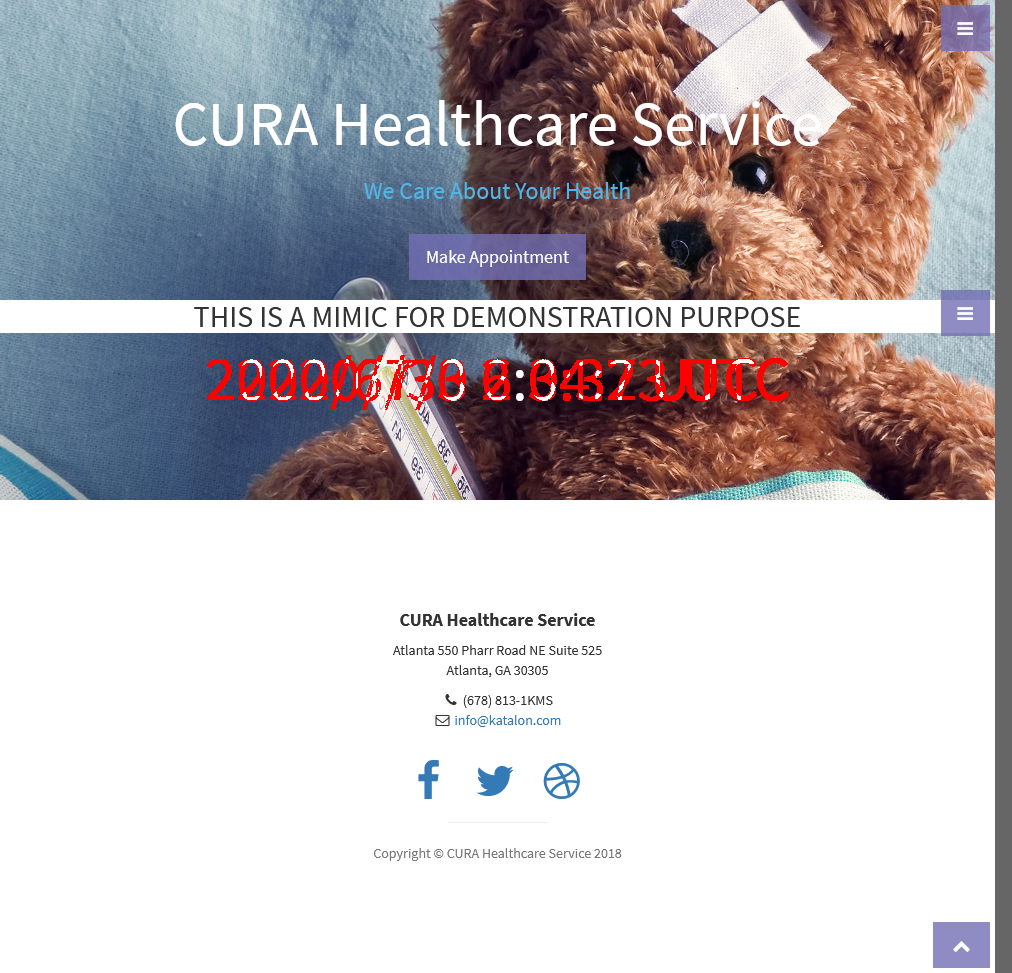 CURA Healthcare Service
We Care About Your Health
Make Appointment
THIS IS A MIMIC FOR DEMONSTRATION PURPOSE
CURA Healthcare Service
Atlanta 550 Pharr Road NE Suite 525
Atlanta, GA 30305
(678) 813-1KMS
info@katalon.com
Copyright © CURA Healthcare Service 2018